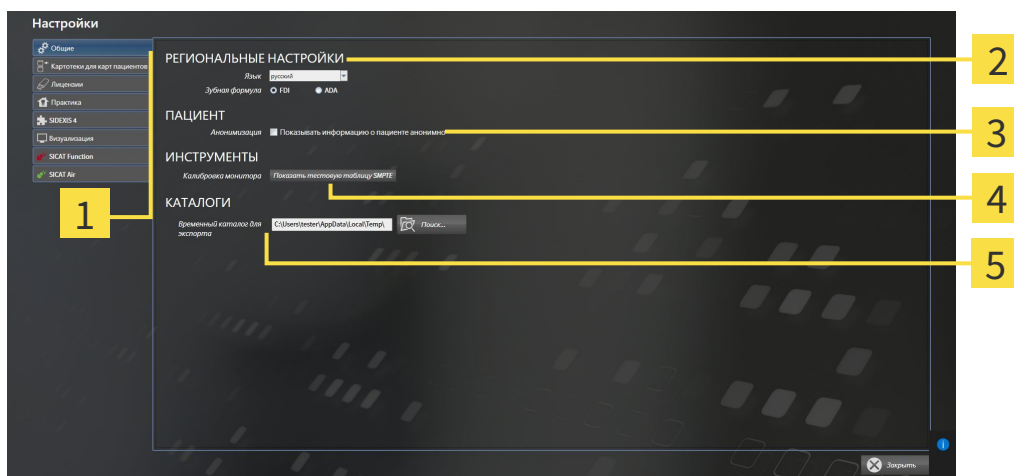 Настройки
Общие
Картотеки для карт пациентов
Лицензии
Практика
SIDEXIS 4
Визуализация
SICAT Function
SICAT Air
РЕГИОНАЛЬНЫЕ НАСТРОЙКИ
Язык русский
Зубная формула FDI ADA
ПАЦИЕНТ
Анонимизация Показывать информацию о пациенте анонимно
ИНСТРУМЕНТЫ
Калибровка монитора Показать тестовую таблицу SMPTE
КАТАЛОГИ
Временный каталог для экспорта C:\Users\tester\AppData\Local\Temp\ Поиск...
Закрыть
1
2
3
4
5